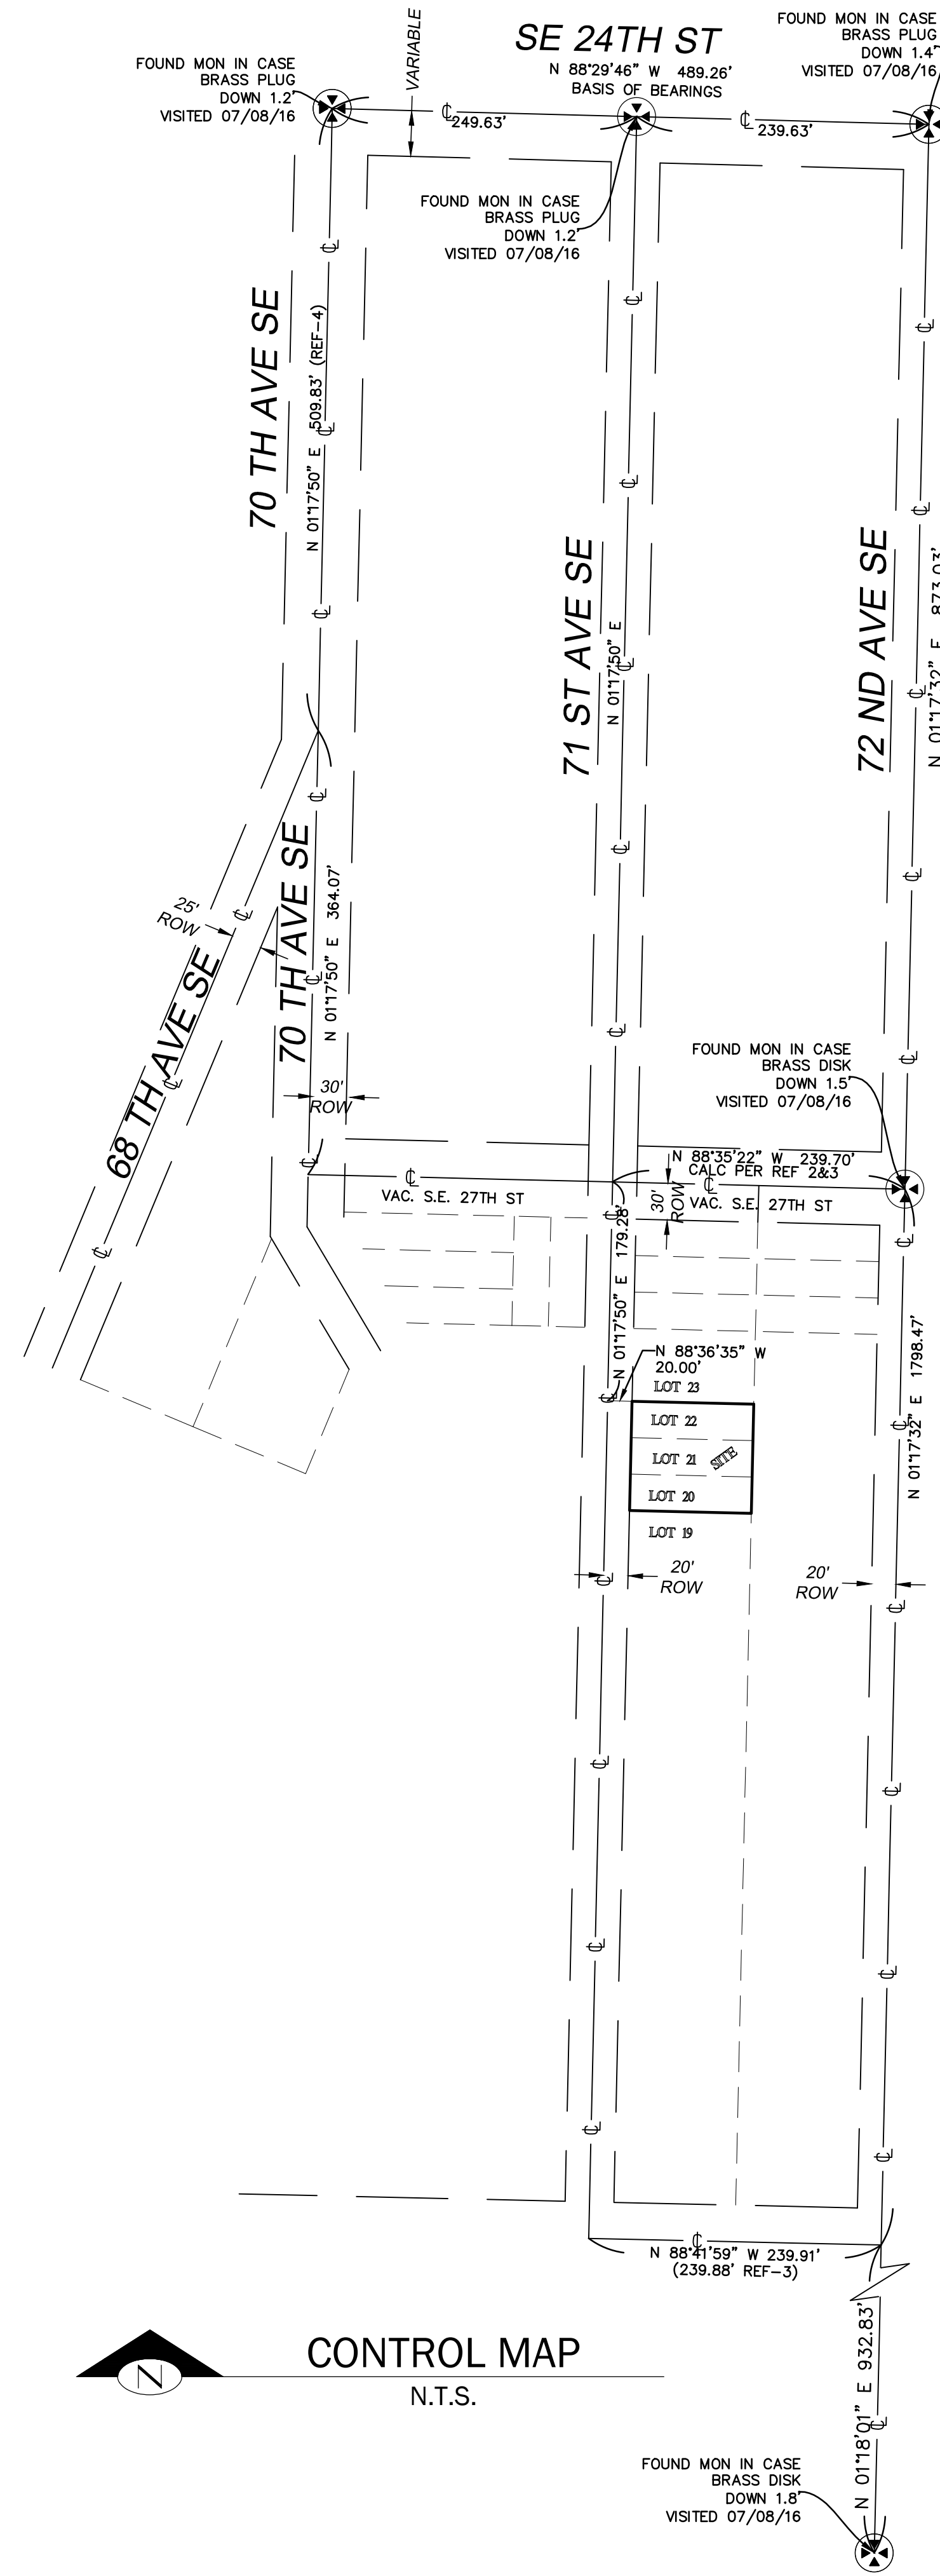 SE 24TH ST
N 88°29'46" W 489.26'
BASIS OF BEARINGS
FOUND MON IN CASE
BRASS PLUG
DOWN 1.4'
VISITED 07/08/16
FOUND MON IN CASE
BRASS PLUG
DOWN 1.2'
VISITED 07/08/16
VARIABLE
249.63'
239.63'
FOUND MON IN CASE
BRASS PLUG
DOWN 1.2'
VISITED 07/08/16
70 TH AVE SE
N 01°17'50" E 509.83' (REF-4)
71 ST AVE SE
N 01°17'50" E
72 ND AVE SE
N 01°17'32" E 873.03'
70 TH AVE SE
N 01°17'50" E 364.07'
25'
ROW
68 TH AVE SE
30'
ROW
FOUND MON IN CASE
BRASS DISK
DOWN 1.5'
VISITED 07/08/16
N 88°35'22" W 239.70'
CALC PER REF 2&3
VAC. S.E. 27TH ST
VAC. S.E. 27TH ST
30'
ROW
N 01°17'50" E 179.28'
N 88°36'35" W
20.00'
LOT 23
LOT 22
LOT 21
SITE
LOT 20
LOT 19
N 01°17'32" E 1798.47'
20'
ROW
20'
ROW
N 88°41'59" W 239.91'
(239.88' REF-3)
N 01°18'01" E 932.83'
N
CONTROL MAP
N.T.S.
FOUND MON IN CASE
BRASS DISK
DOWN 1.8'
VISITED 07/08/16